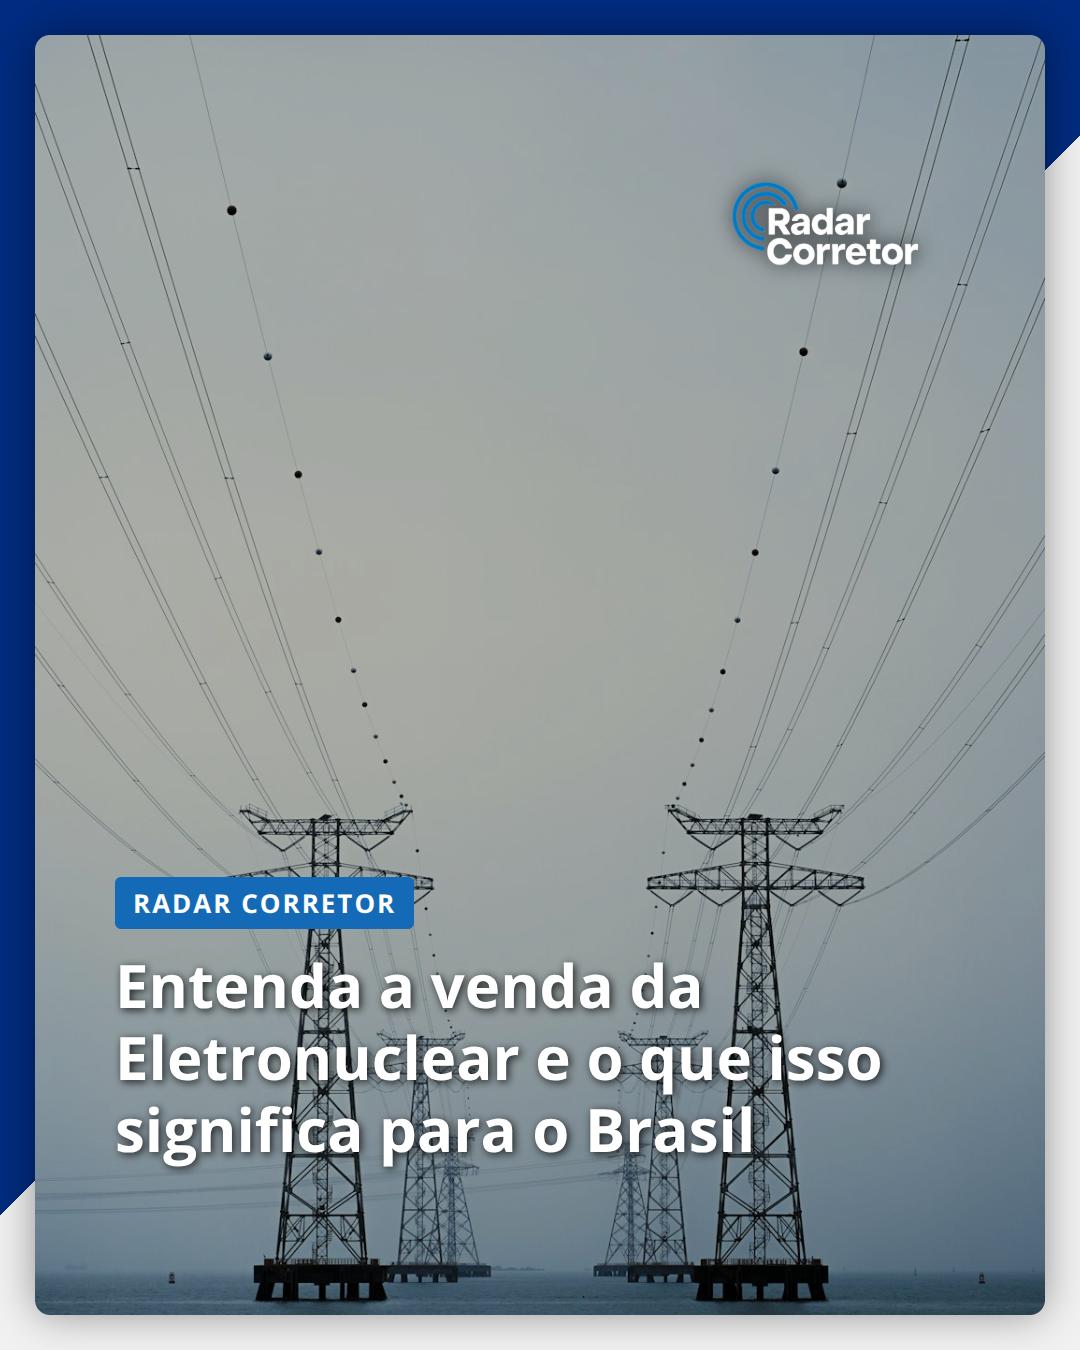 Radar
Corretor
RADAR CORRETOR
Entenda a venda da
Eletronuclear e o que isso
significa para o Brasil